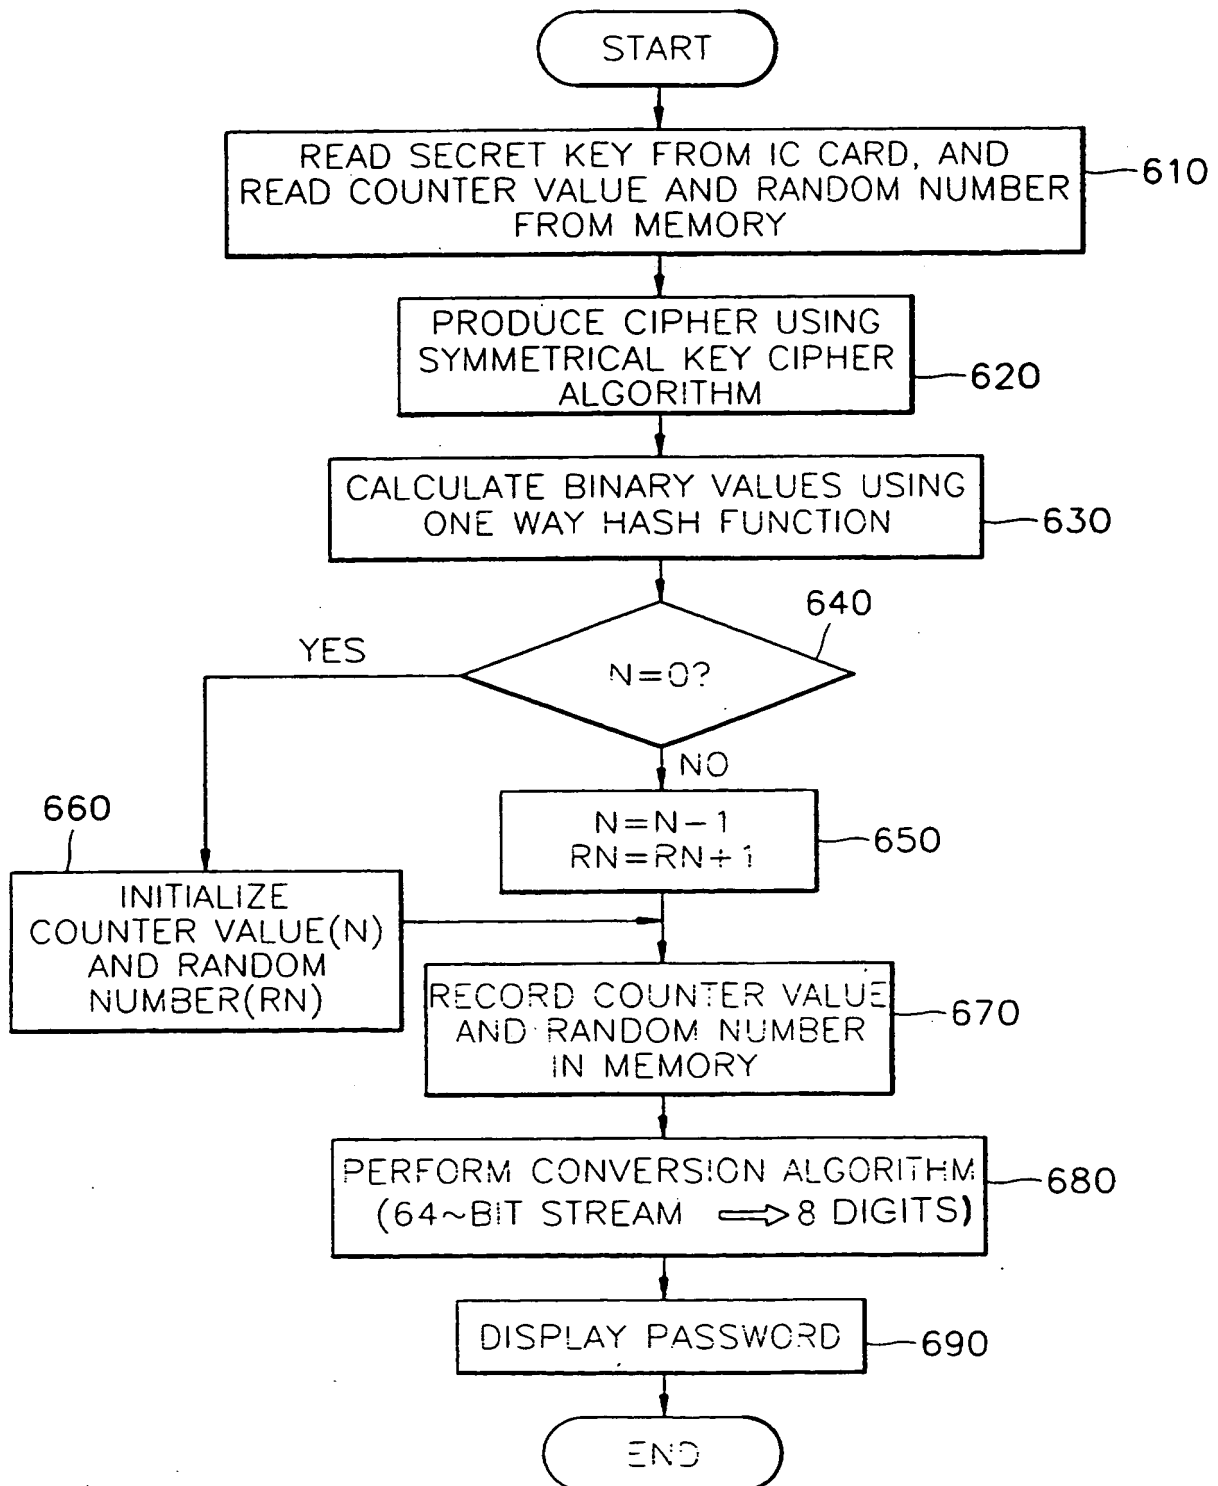 START
READ SECRET KEY FROM IC CARD, AND
READ COUNTER VALUE AND RANDOM NUMBER
FROM MEMORY
610
PRODUCE CIPHER USING
SYMMETRICAL KEY CIPHER
ALGORITHM
620
CALCULATE BINARY VALUES USING
ONE WAY HASH FUNCTION
630
640
YES
N=0?
NO
660
N=N-1
RN=RN+1
650
INITIALIZE
COUNTER VALUE(N)
AND RANDOM
NUMBER(RN)
RECORD COUNTER VALUE
AND RANDOM NUMBER
IN MEMORY
670
PERFORM CONVERSION ALGORITHM
(64~BIT STREAM ⇒ 8 DIGITS)
680
DISPLAY PASSWORD
690
END